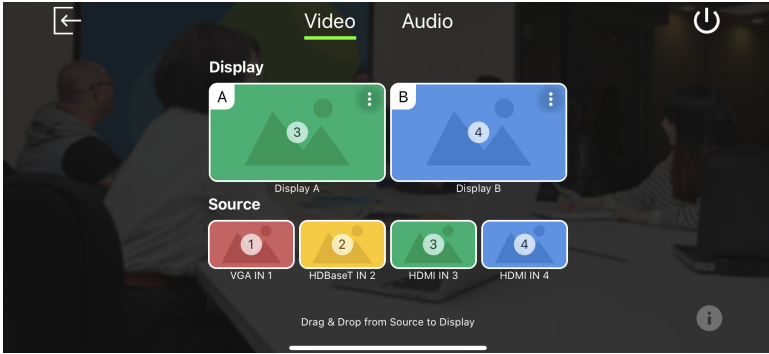 Video Audio
Display
A B
3 4
Display A Display B
Source
1 2 3 4
VGA IN 1 HDBaseT IN 2 HDMI IN 3 HDMI IN 4
Drag & Drop from Source to Display
i